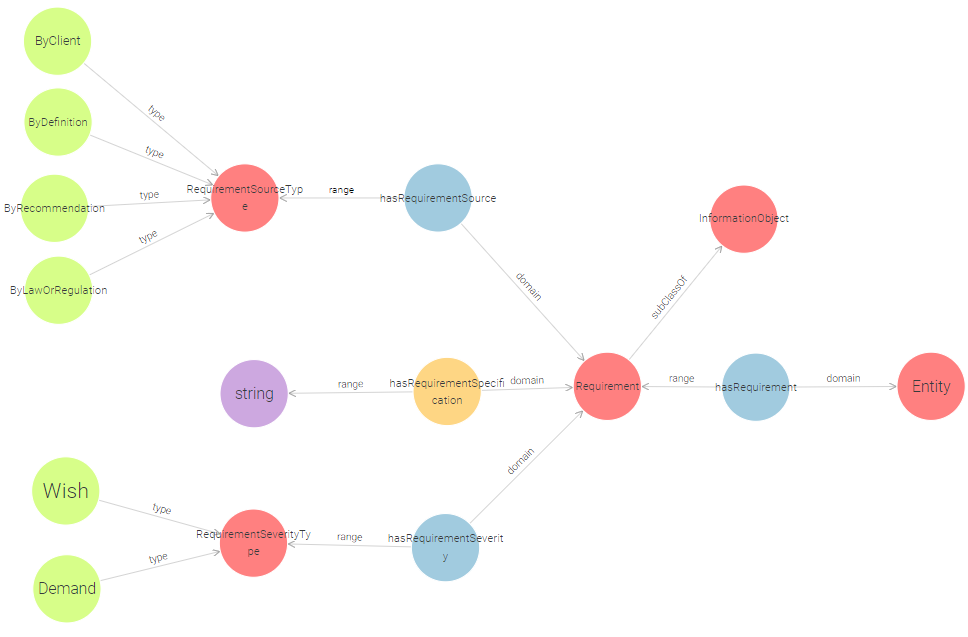 ByClient
type
ByDefinition
type
ByRecommendation
type
ByLawOrRegulation
type
RequirementSourceTyp
e
range
hasRequirementSource
domain
InformationObject
subClassOf
string
range
hasRequirementSpecifi
cation
domain
Requirement
range
hasRequirement
domain
Entity
domain
Wish
type
RequirementSeverityTy
pe
range
hasRequirementSeverit
y
Demand
type